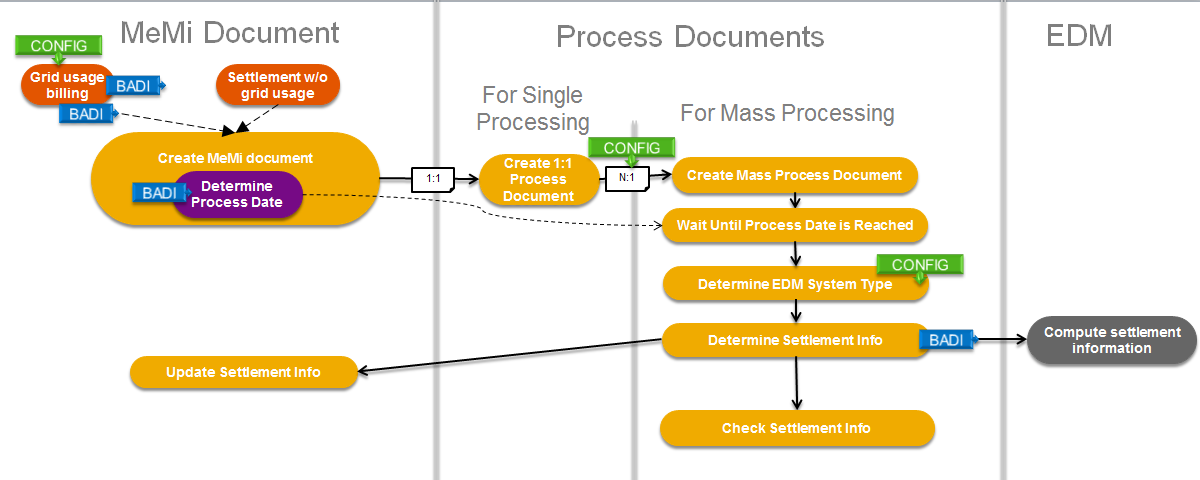 MeMi Document
Process Documents
EDM
CONFIG
Grid usage
billing
BADI
BADI
Settlement w/o
grid usage
For Single
Processing
For Mass Processing
Create MeMi document
BADI
Determine
Process Date
1:1
Create 1:1
Process
Document
CONFIG
N:1
Create Mass Process Document
Wait Until Process Date is Reached
CONFIG
Determine EDM System Type
Determine Settlement Info
BADI
Compute settlement
information
Update Settlement Info
Check Settlement Info